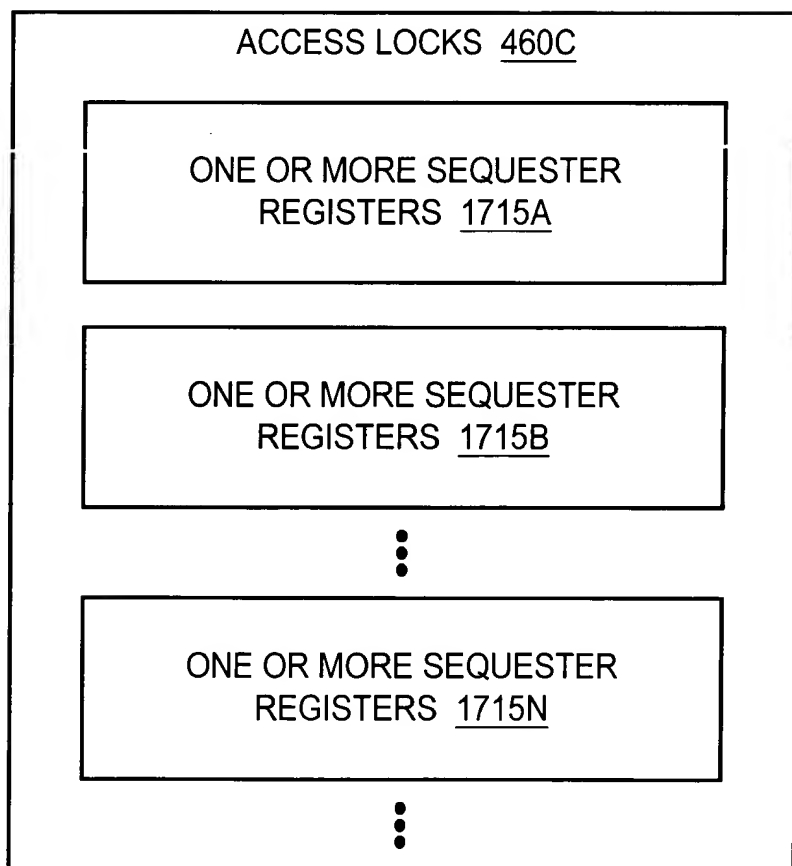 ACCESS LOCKS 460C
ONE OR MORE SEQUESTER
REGISTERS 1715A
ONE OR MORE SEQUESTER
REGISTERS 1715B
ONE OR MORE SEQUESTER
REGISTERS 1715N